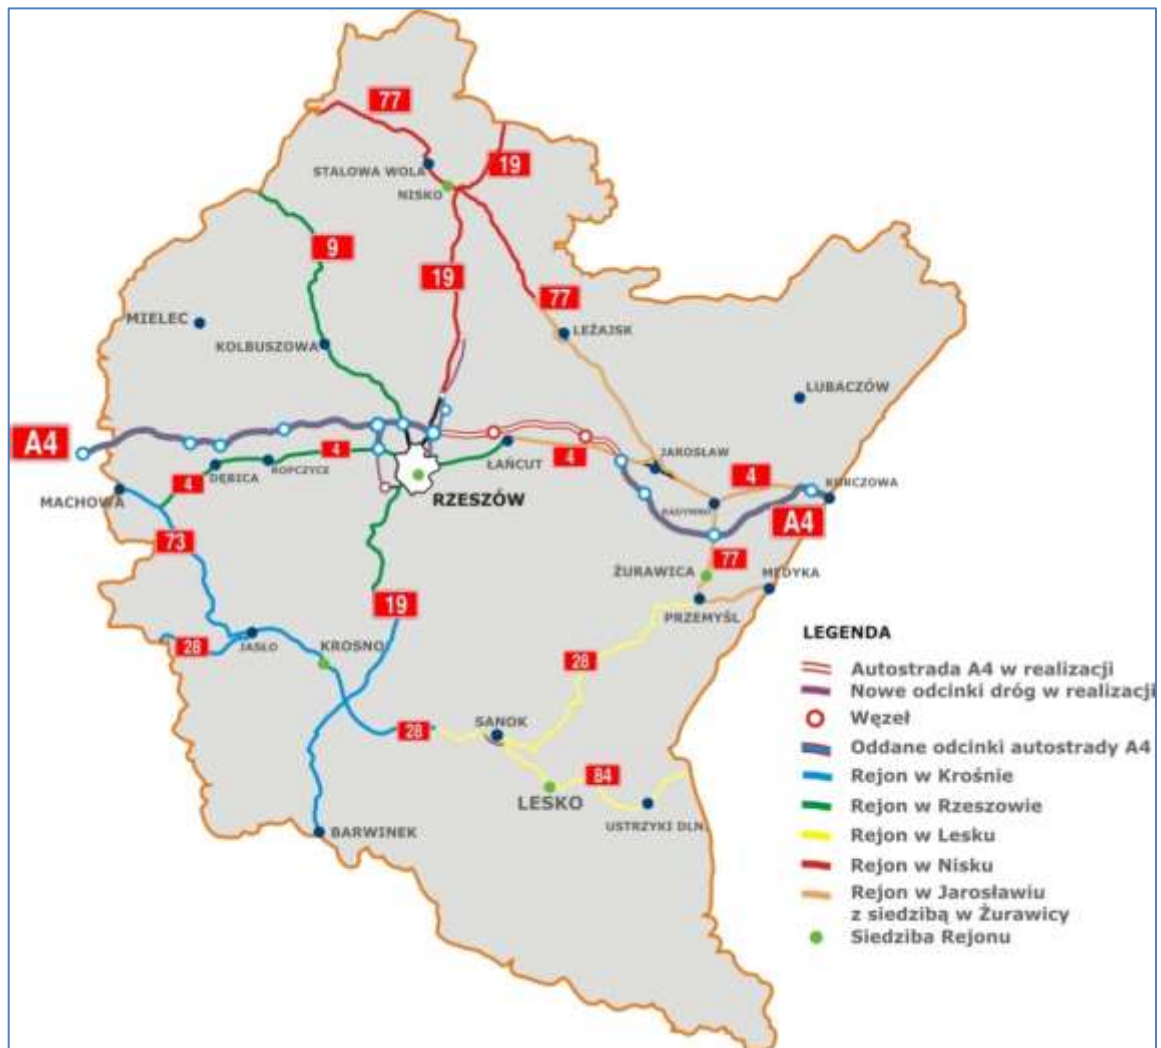 77
19
STALOWA WOLA
NISKO
9
19
77
MIELEC
KOLBUSZOWA
LEŻAJSK
LUBACZÓW
A4
4
ŁAŃCUT
4
JAROSŁAW
4
DĘBICA
ROPCZYCE
4
MACHOWA
RZESZÓW
RADYMNO
KORCZOWA
A4
73
77
ŻURAWICA
MEDYKA
19
PRZEMYŚL
28
JASŁO
KROSNO
28
LEGENDA
Autostrada A4 w realizacji
Nowe odcinki dróg w realizacji
Węzeł
Oddane odcinki autostrady A4
Rejon w Krośnie
Rejon w Rzeszowie
Rejon w Lesku
Rejon w Nisku
Rejon w Jarosławiu
z siedzibą w Żurawicy
Siedziba Rejonu
28
SANOK
84
LESKO
USTRZYKI DLN.
BARWINEK